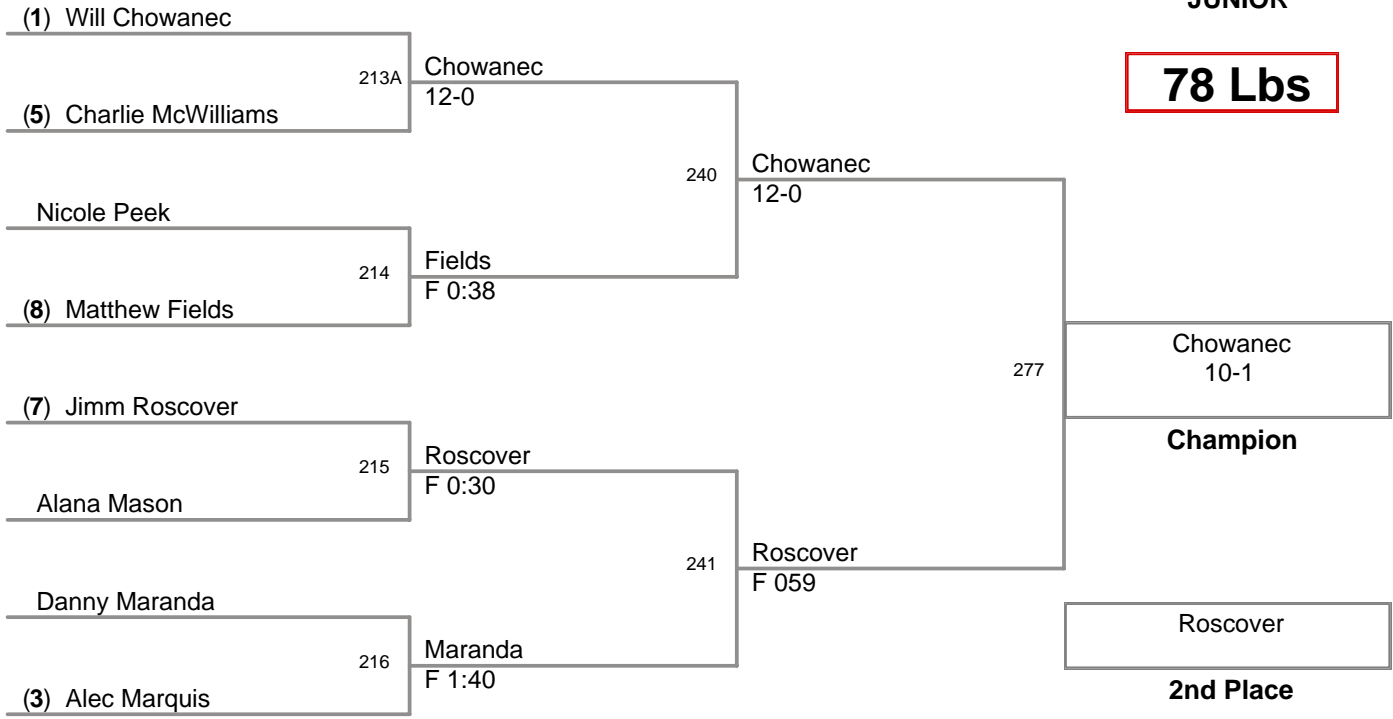 JUNIOR
78 Lbs
(1) Will Chowanec
213A
Chowanec
12-0
(5) Charlie McWilliams
240
Chowanec
12-0
Nicole Peek
214
Fields
F 0:38
(8) Matthew Fields
277
Chowanec
10-1
Champion
(7) Jimm Roscover
215
Roscover
F 0:30
Alana Mason
241
Roscover
F 059
Danny Maranda
216
Maranda
F 1:40
(3) Alec Marquis
Roscover
2nd Place